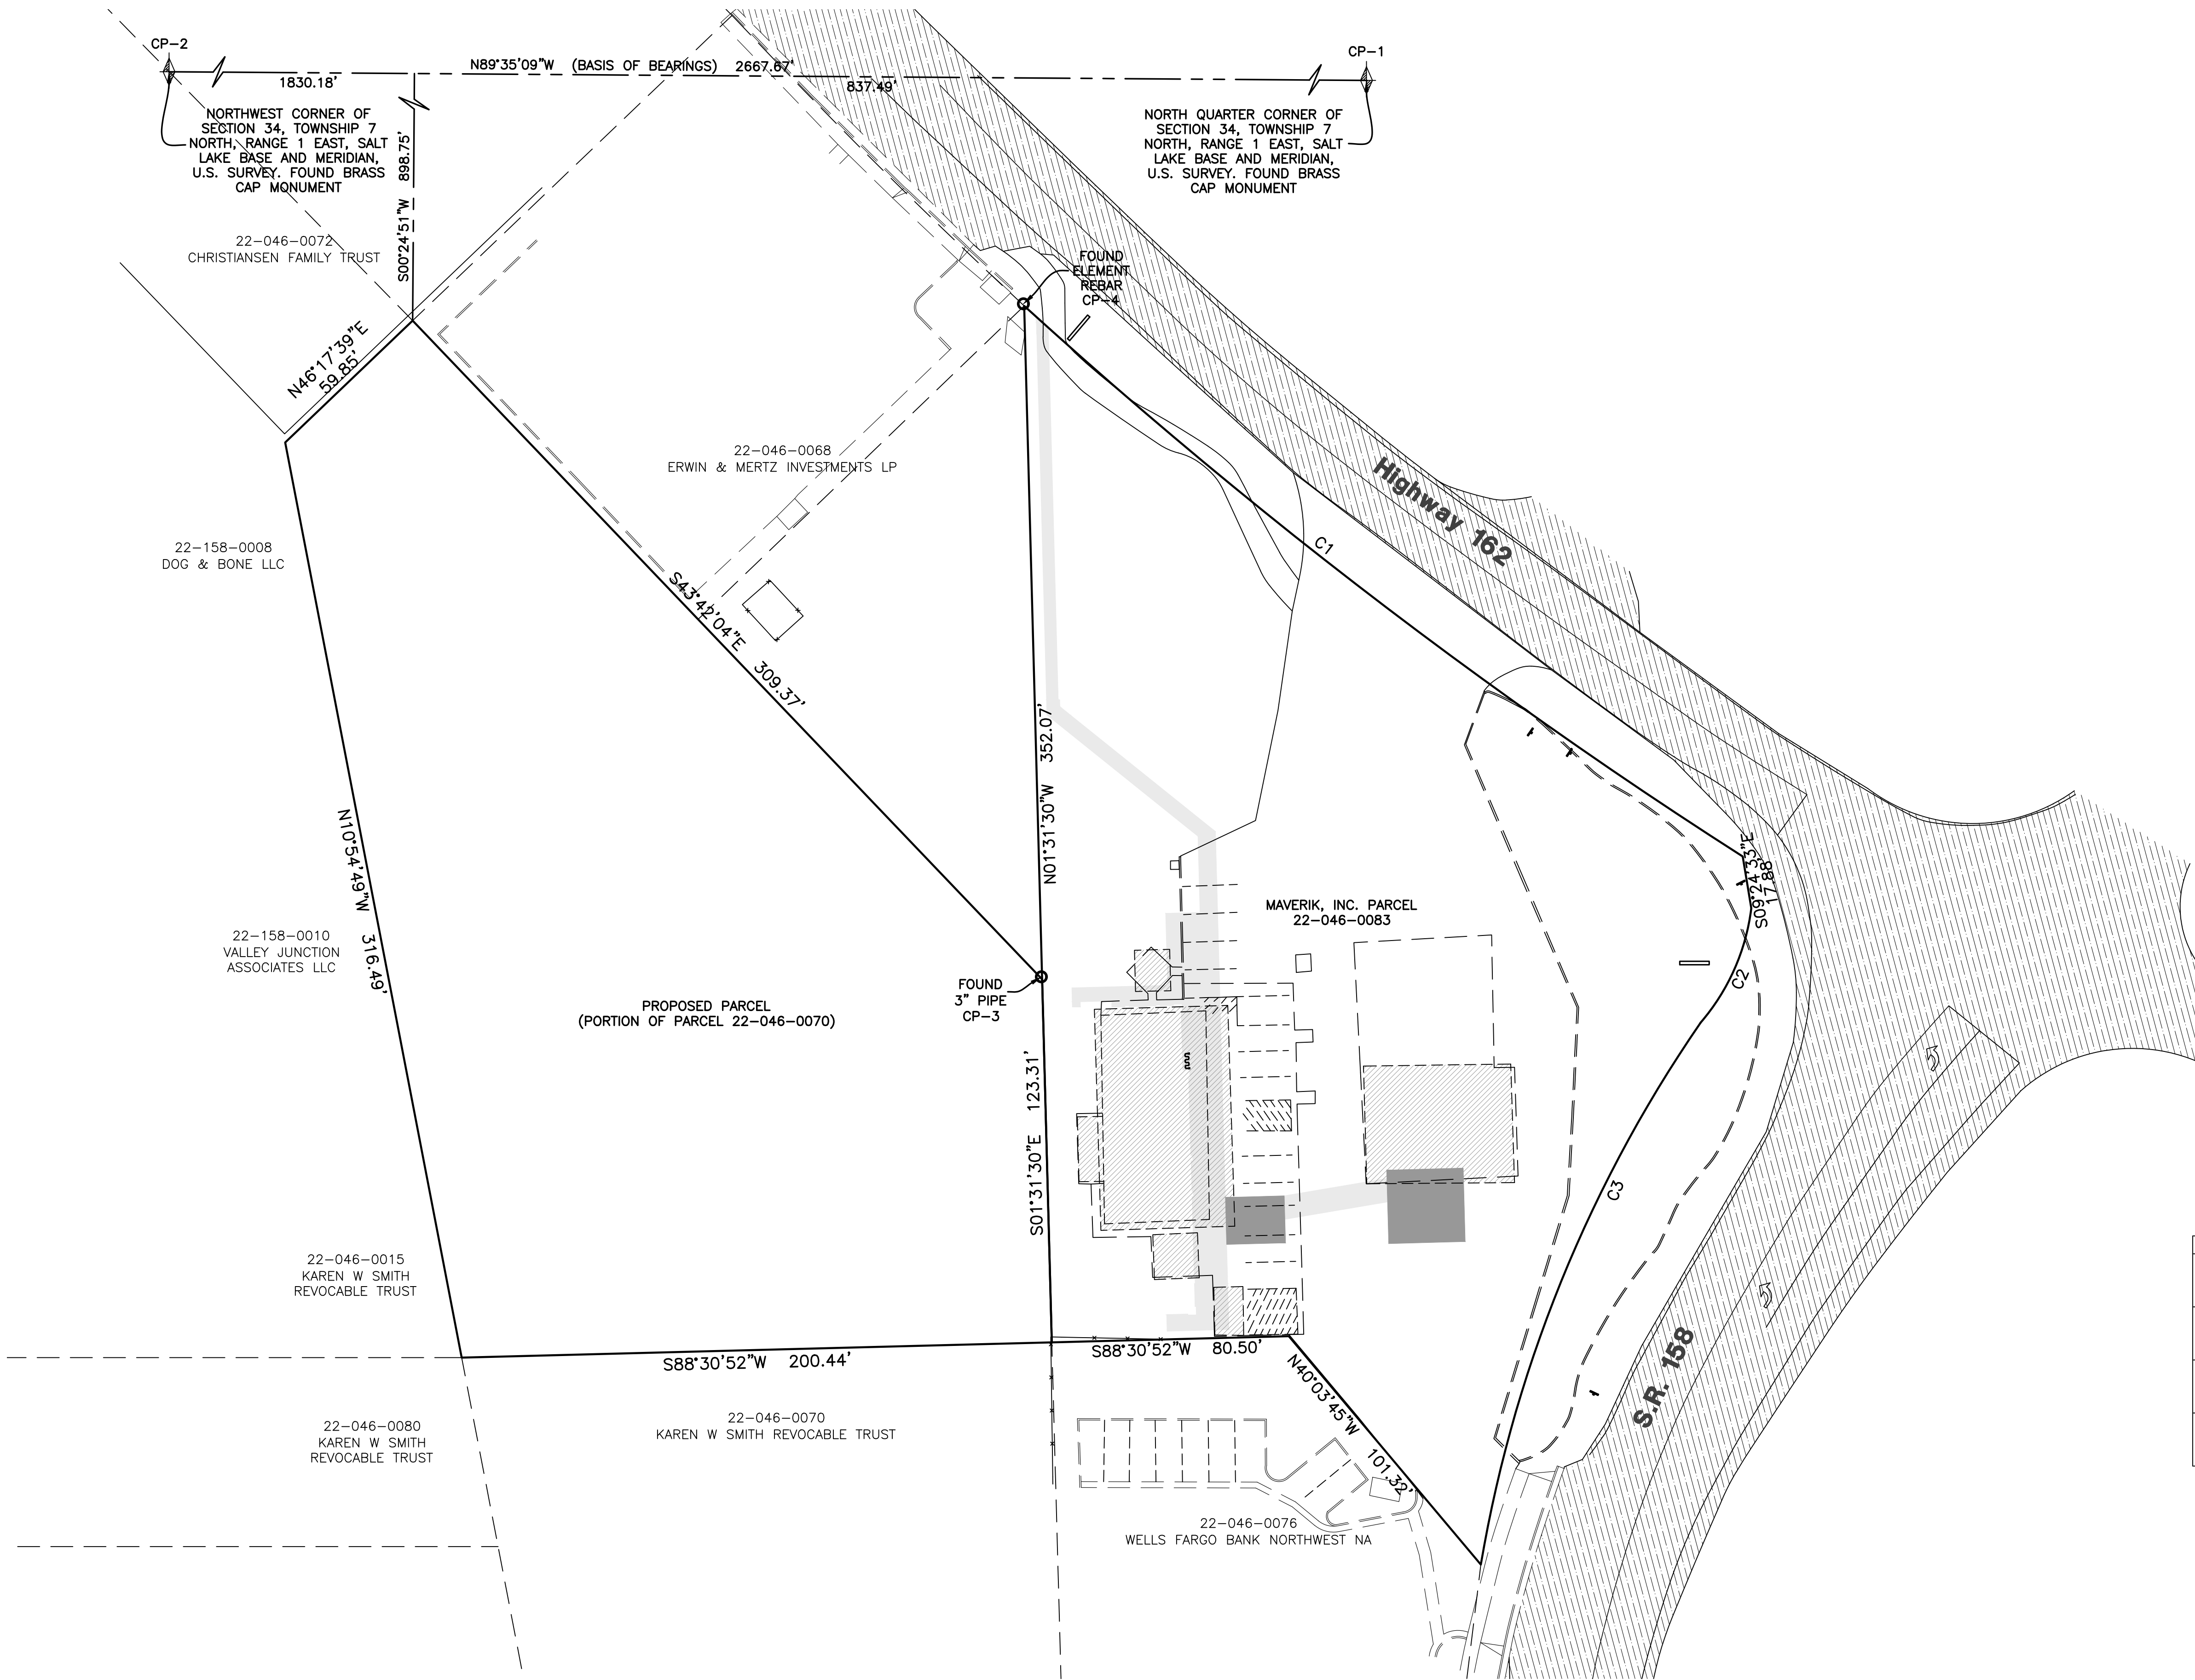 CP-2
CP-1
N89°35'09"W (BASIS OF BEARINGS) 2667.67'
1830.18'
837.49'
NORTHWEST CORNER OF
SECTION 34, TOWNSHIP 7
NORTH, RANGE 1 EAST, SALT
LAKE BASE AND MERIDIAN,
U.S. SURVEY. FOUND BRASS
CAP MONUMENT
NORTH QUARTER CORNER OF
SECTION 34, TOWNSHIP 7
NORTH, RANGE 1 EAST, SALT
LAKE BASE AND MERIDIAN,
U.S. SURVEY. FOUND BRASS
CAP MONUMENT
S00°24'51"W 898.75'
22-046-0072
CHRISTIANSEN FAMILY TRUST
FOUND
ELEMENT
REBAR
CP-4
N46°17'39"E
59.85'
22-046-0068
ERWIN & MERTZ INVESTMENTS LP
Highway 162
C1
22-158-0008
DOG & BONE LLC
S43°42'04"E 309.37'
N01°31'30"W 352.07'
N10°54'49"W 316.49'
S09°24'33"E
17.88'
MAVERIK, INC. PARCEL
22-046-0083
22-158-0010
VALLEY JUNCTION
ASSOCIATES LLC
C2
FOUND
3" PIPE
CP-3
PROPOSED PARCEL
(PORTION OF PARCEL 22-046-0070)
S01°31'30"E 123.31'
C3
22-046-0015
KAREN W SMITH
REVOCABLE TRUST
S88°30'52"W 200.44'
S88°30'52"W 80.50'
N40°03'45"W 101.32'
S.R. 158
22-046-0080
KAREN W SMITH
REVOCABLE TRUST
22-046-0070
KAREN W SMITH REVOCABLE TRUST
22-046-0076
WELLS FARGO BANK NORTHWEST NA